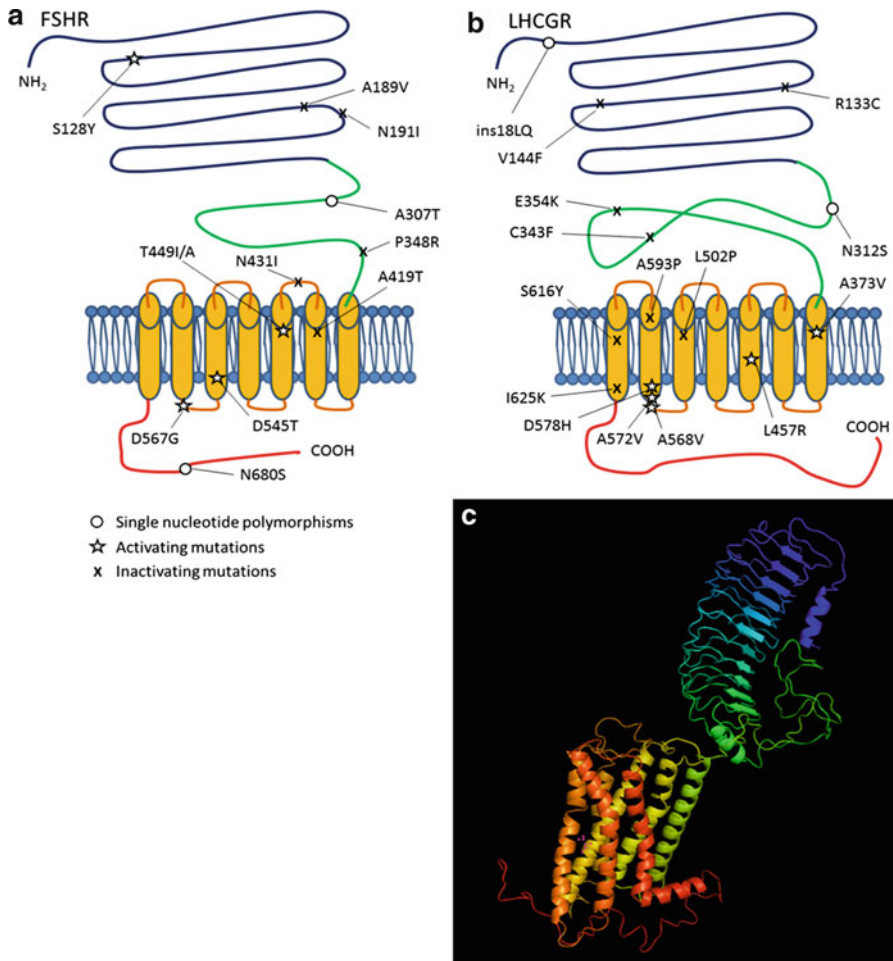 a
FSHR
NH2
S128Y
A189V
N191I
A307T
P348R
T449I/A
N431I
A419T
D567G
D545T
COOH
N680S
Single nucleotide polymorphisms
Activating mutations
x Inactivating mutations
b
LHCGR
NH2
ins18LQ
V144F
R133C
E354K
C343F
N312S
A593P
L502P
S616Y
A373V
I625K
D578H
A572V
A568V
L457R
COOH
c